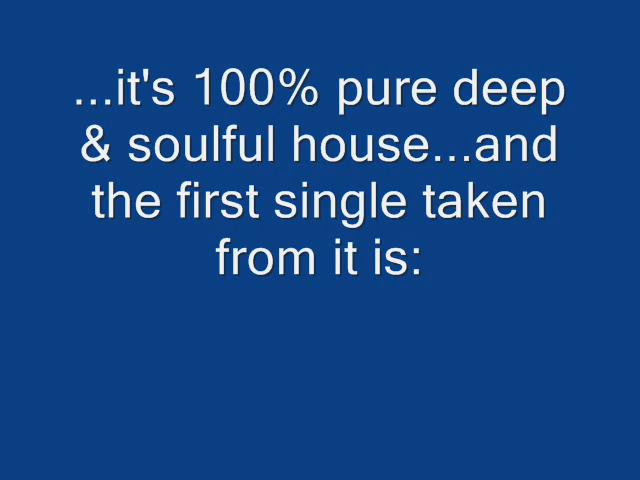 ...it's 100% pure deep
& soulful house...and
the first single taken
from it is: